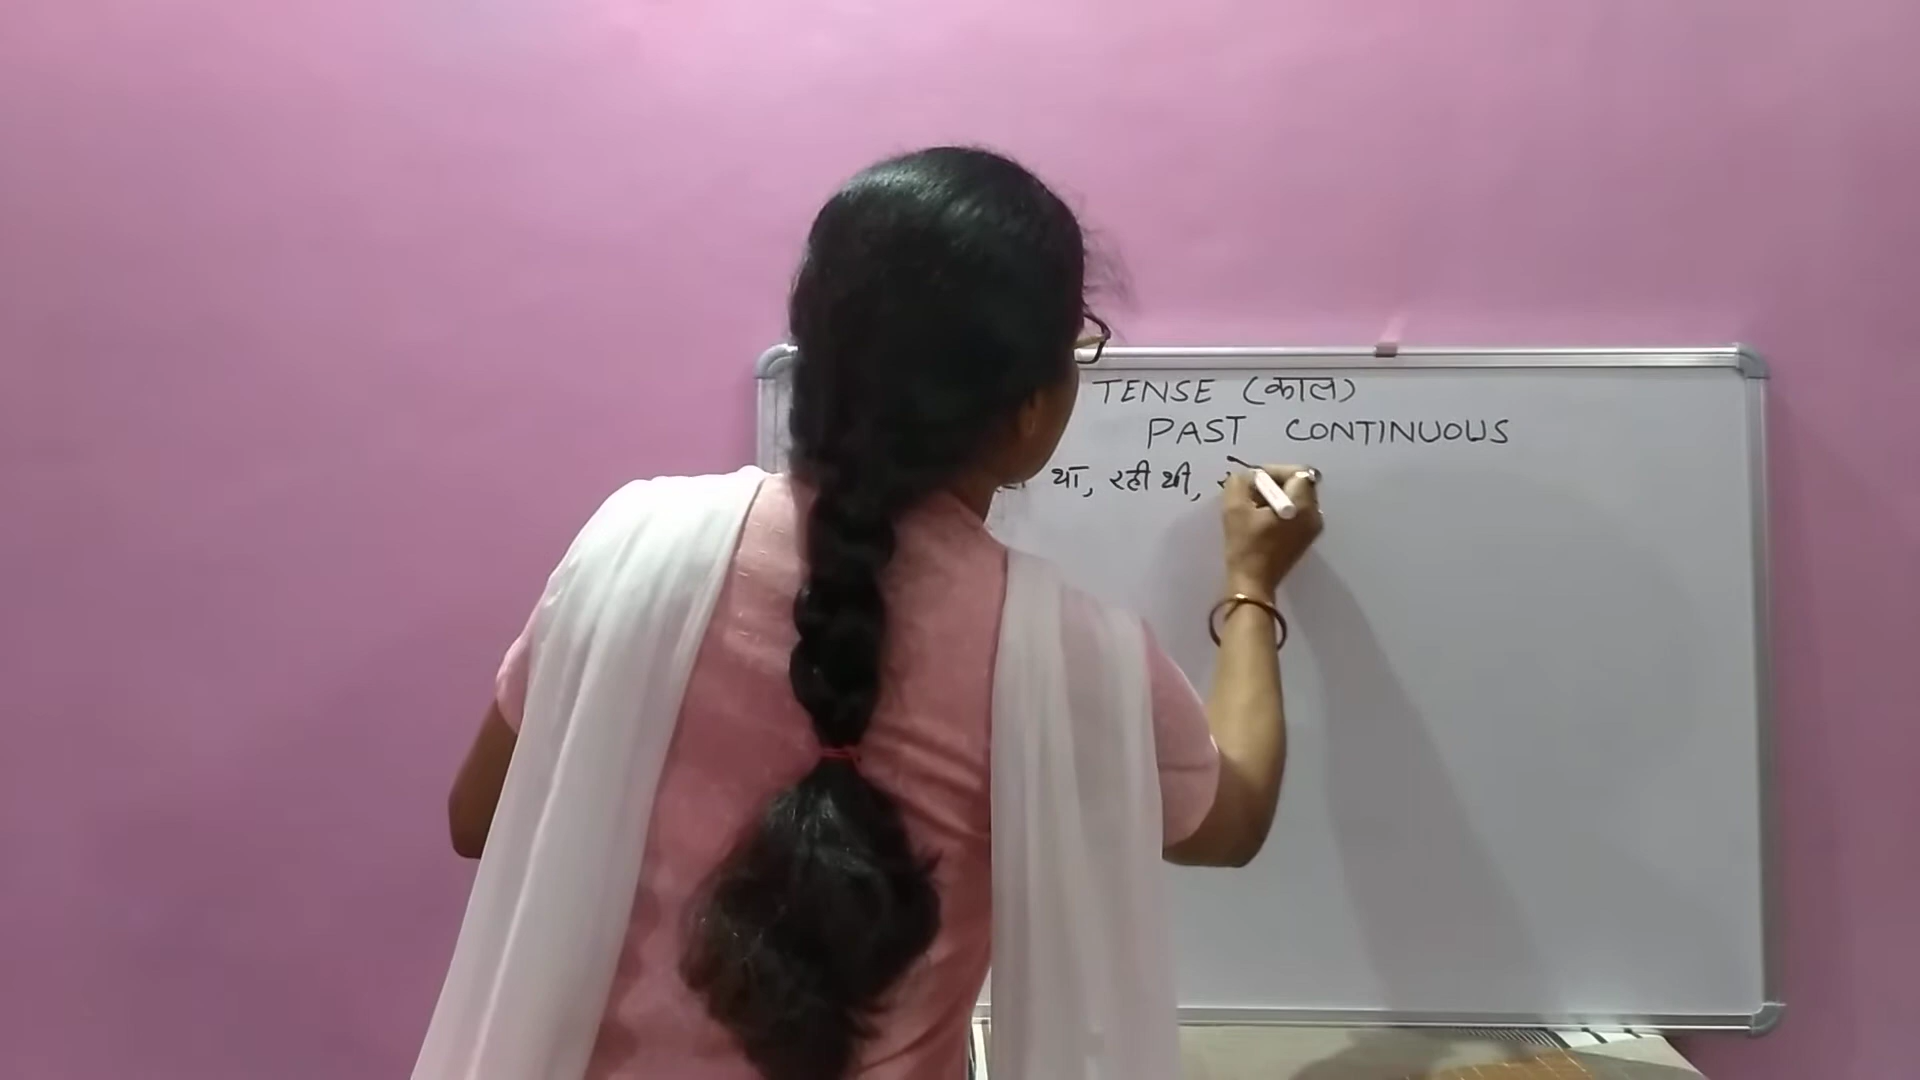 TENSE (काल)
PAST CONTINUOUS
था, रही थी,